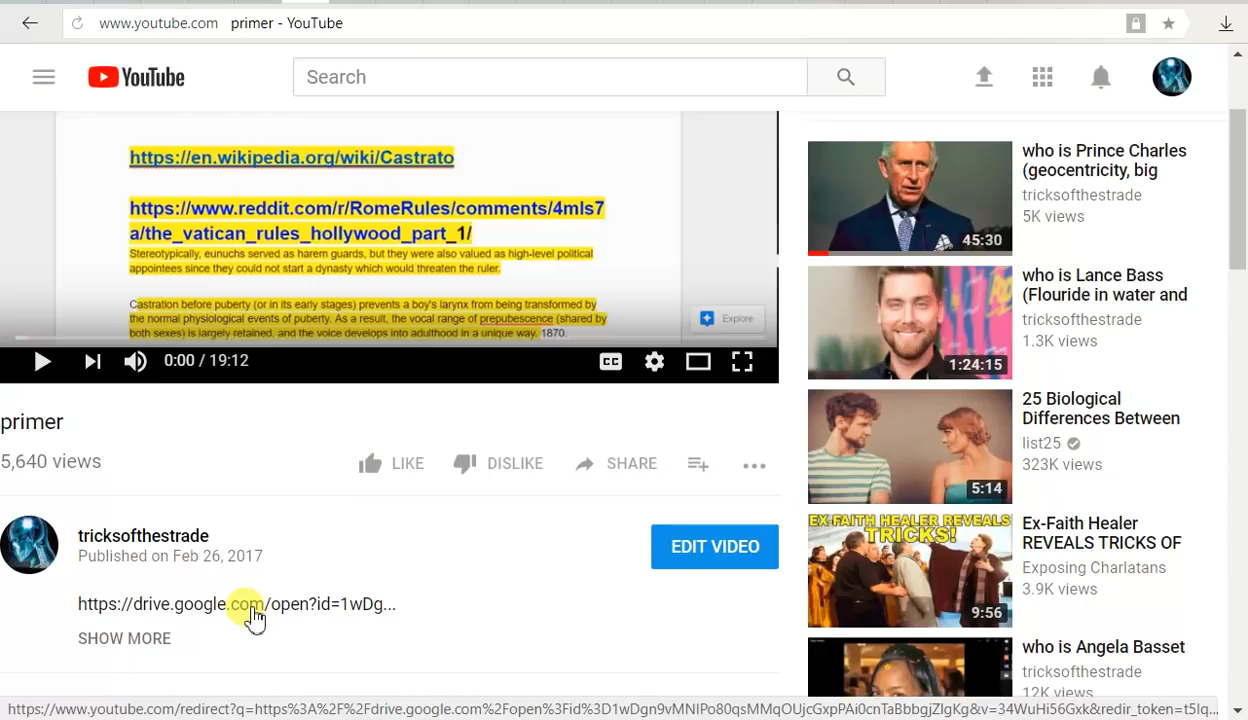 www.youtube.com primer - YouTube
YouTube
Search
https://en.wikipedia.org/wiki/Castrato
https://www.reddit.com/r/RomeRules/comments/4mls7
a/the_vatican_rules_hollywood_part_1/
Stereotypically, eunuchs served as harem guards, but they were also valued as high-level political
appointees since they could not start a dynasty which would threaten the ruler.
Castration before puberty (or in its early stages) prevents a boy's larynx from being transformed by
the normal physiological events of puberty. As a result, the vocal range of prepubescence (shared by
both sexes) is largely retained, and the voice develops into adulthood in a unique way. 1870.
Explore
0:00 / 19:12
CC
primer
5,640 views
LIKE
DISLIKE
SHARE
tricksofthestrade
Published on Feb 26, 2017
EDIT VIDEO
https://drive.google.com/open?id=1wDg...
SHOW MORE
who is Prince Charles
(geocentricity, big
tricksofthestrade
5K views
45:30
who is Lance Bass
(Flouride in water and
tricksofthestrade
1.3K views
1:24:15
25 Biological
Differences Between
list25
323K views
5:14
EX-FAITH HEALER REVEALS
TRICKS!
Ex-Faith Healer
REVEALS TRICKS OF
Exposing Charlatans
3.9K views
9:56
who is Angela Basset
tricksofthestrade
12K views
https://www.youtube.com/redirect?q=https%3A%2F%2Fdrive.google.com%2Fopen%3Fid%3D1wDgn9vMNIPo80qsMMqOUjcGxpPAi0cnTaBbbgjZIgKg&v=34WuHi56Gxk&redir_token=t5lq...